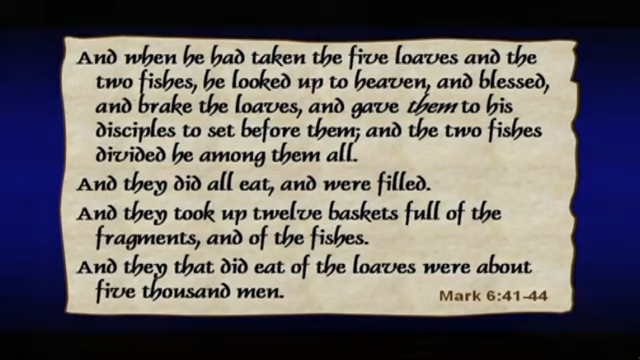 And when he had taken the five loaves and the
two fishes, he looked up to heaven, and blessed,
and brake the loaves, and gave them to his
disciples to set before them; and the two fishes
divided he among them all.
And they did all eat, and were filled.
And they took up twelve baskets full of the
fragments, and of the fishes.
And they that did eat of the loaves were about
five thousand men.
Mark 6:41-44